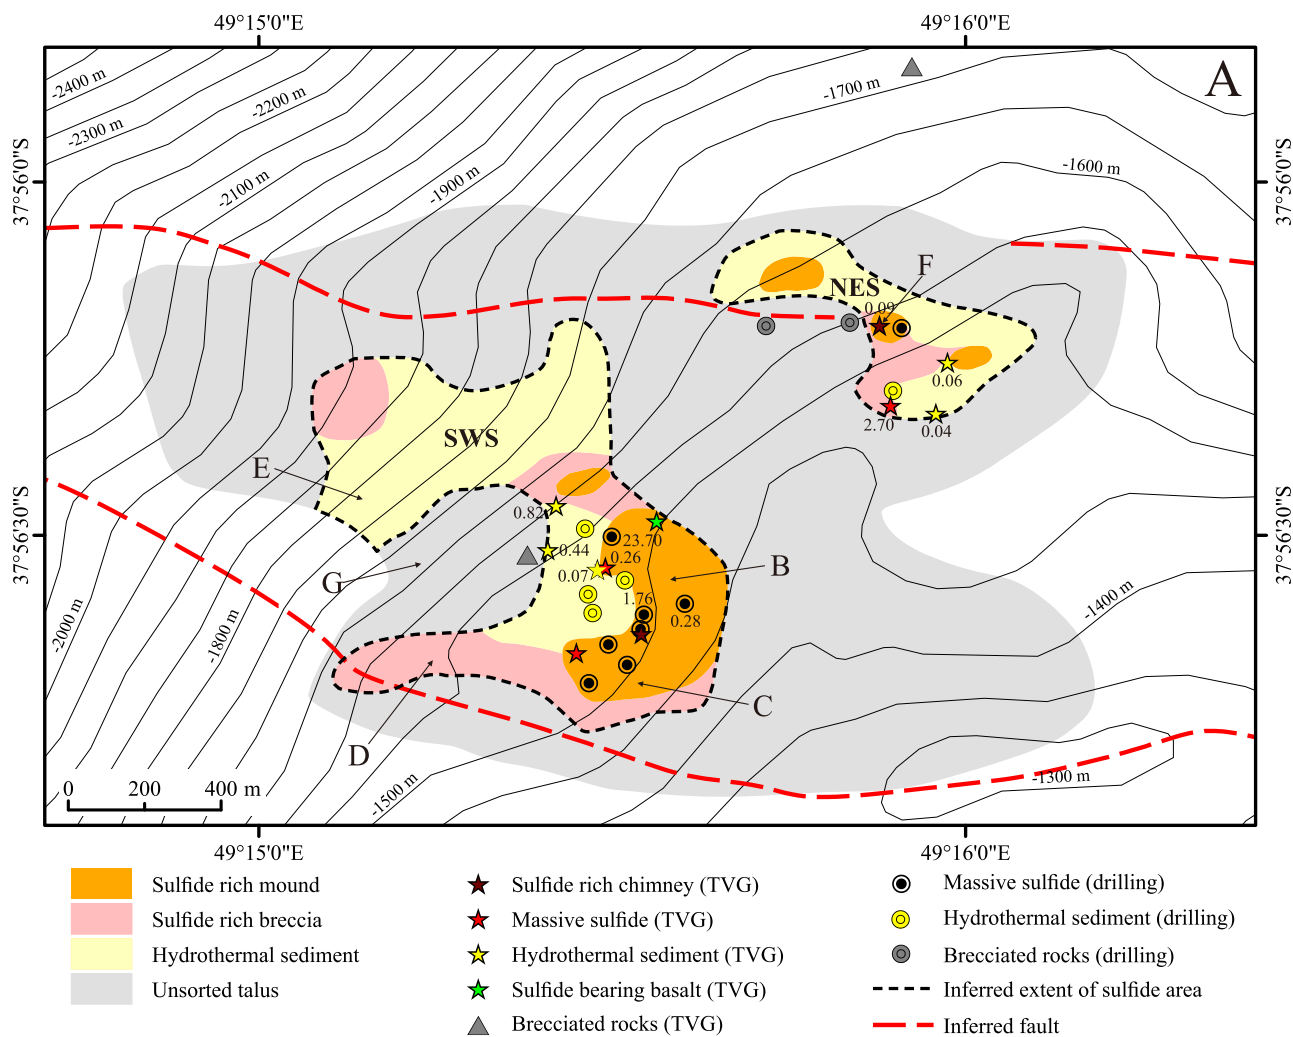 49°15'0"E 49°16'0"E
A
-2400 m
-2300 m
-2200 m
-2100 m
-1900 m
-1700 m
-1600 m
37°56'0"S 37°56'0"S
F
NES
0.09
0.06
2.70
0.04
SWS
E
0.82
23.70
0.44
0.26
0.07
1.76
0.28
B
G
C
D
37°56'30"S 37°56'30"S
-2000 m
-1800 m
-1500 m
-1400 m
-1300 m
0 200 400 m
49°15'0"E 49°16'0"E
Sulfide rich mound
Sulfide rich breccia
Hydrothermal sediment
Unsorted talus
Sulfide rich chimney (TVG)
Massive sulfide (TVG)
Hydrothermal sediment (TVG)
Sulfide bearing basalt (TVG)
Brecciated rocks (TVG)
Massive sulfide (drilling)
Hydrothermal sediment (drilling)
Brecciated rocks (drilling)
Inferred extent of sulfide area
Inferred fault